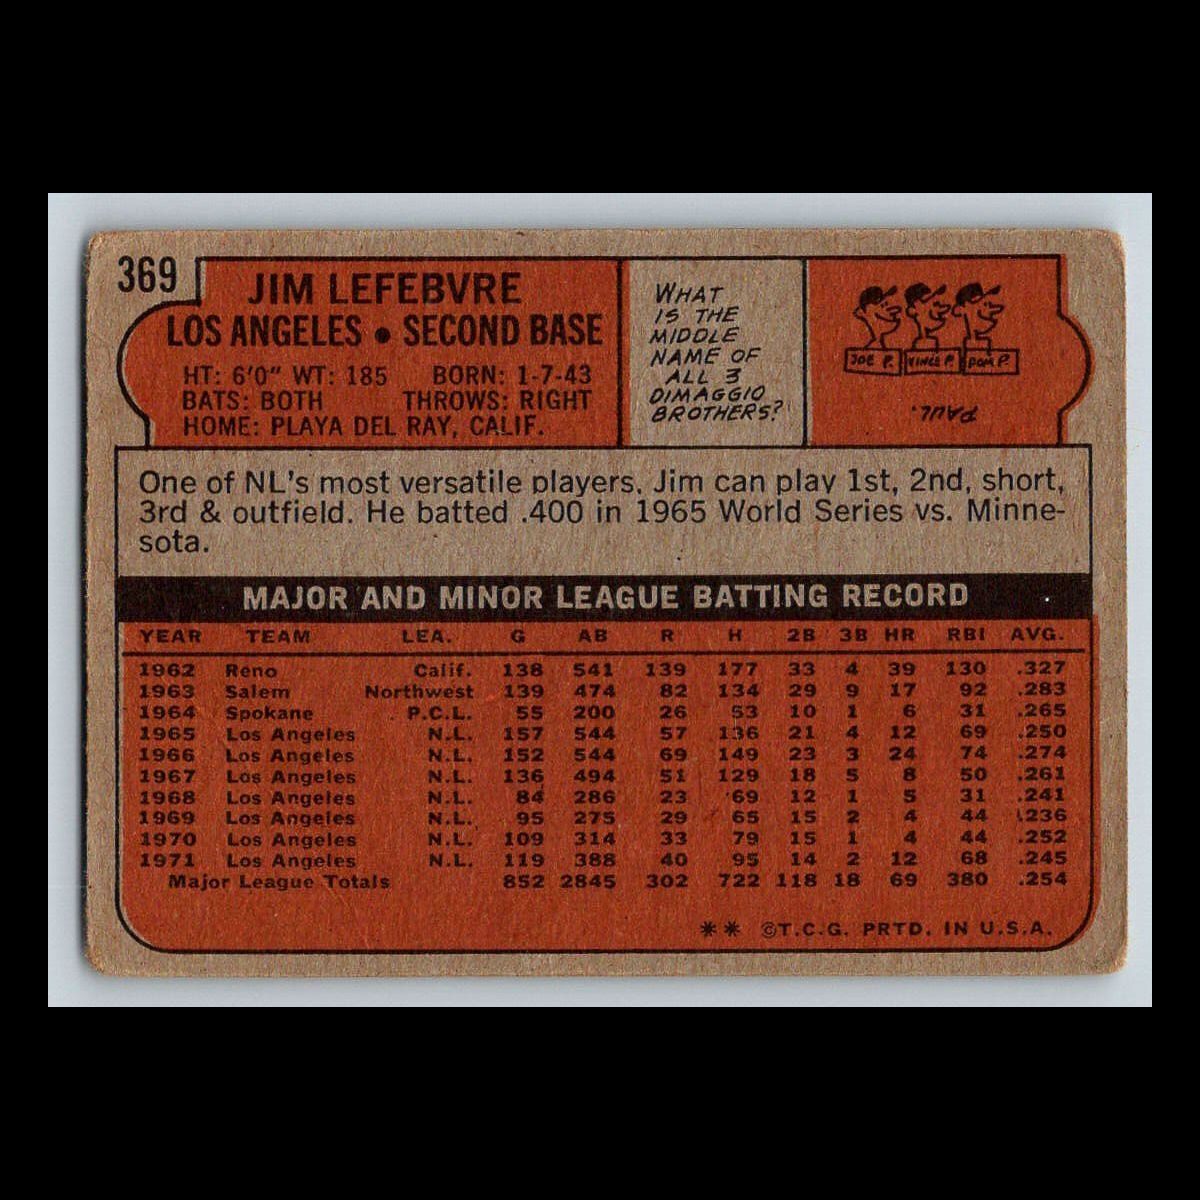 369
JIM LEFEBVRE
LOS ANGELES • SECOND BASE
HT: 6'0" WT: 185 BORN: 1-7-43
BATS: BOTH THROWS: RIGHT
HOME: PLAYA DEL RAY, CALIF.
WHAT
IS THE
MIDDLE
NAME OF
ALL 3
DIMAGGIO
BROTHERS?
JOE P. VINCE P. DOM P.
PAUL.
One of NL's most versatile players, Jim can play 1st, 2nd, short,
3rd & outfield. He batted .400 in 1965 World Series vs. Minne-
sota.
MAJOR AND MINOR LEAGUE BATTING RECORD
YEAR TEAM LEA. G AB R H 2B 3B HR RBI AVG.
1962 Reno Calif. 138 541 139 177 33 4 39 130 .327
1963 Salem Northwest 139 474 82 134 29 9 17 92 .283
1964 Spokane P.C.L. 55 200 26 53 10 1 6 31 .265
1965 Los Angeles N.L. 157 544 57 136 21 4 12 69 .250
1966 Los Angeles N.L. 152 544 69 149 23 3 24 74 .274
1967 Los Angeles N.L. 136 494 51 129 18 5 8 50 .261
1968 Los Angeles N.L. 84 286 23 69 12 1 5 31 .241
1969 Los Angeles N.L. 95 275 29 65 15 2 4 44 .236
1970 Los Angeles N.L. 109 314 33 79 15 1 4 44 .252
1971 Los Angeles N.L. 119 388 40 95 14 2 12 68 .245
Major League Totals 852 2845 302 722 118 18 69 380 .254
** ©T.C.G. PRTD. IN U.S.A.